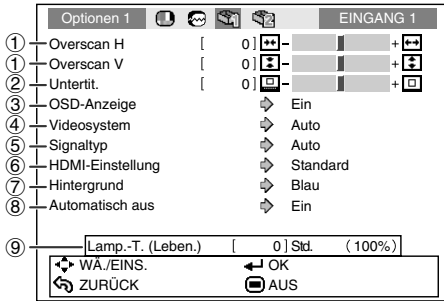 Optionen 1 1 2 EINGANG 1
① Overscan H [ 0 ] - +
① Overscan V [ 0 ] - +
② Untertit. [ 0 ] - +
③ OSD-Anzeige Ein
④ Videosystem Auto
⑤ Signaltyp Auto
⑥ HDMI-Einstellung Standard
⑦ Hintergrund Blau
⑧ Automatisch aus Ein
⑨ Lamp.-T. (Leben.) [ 0 ] Std. (100%)
WÄ./EINS. OK
ZURÜCK AUS